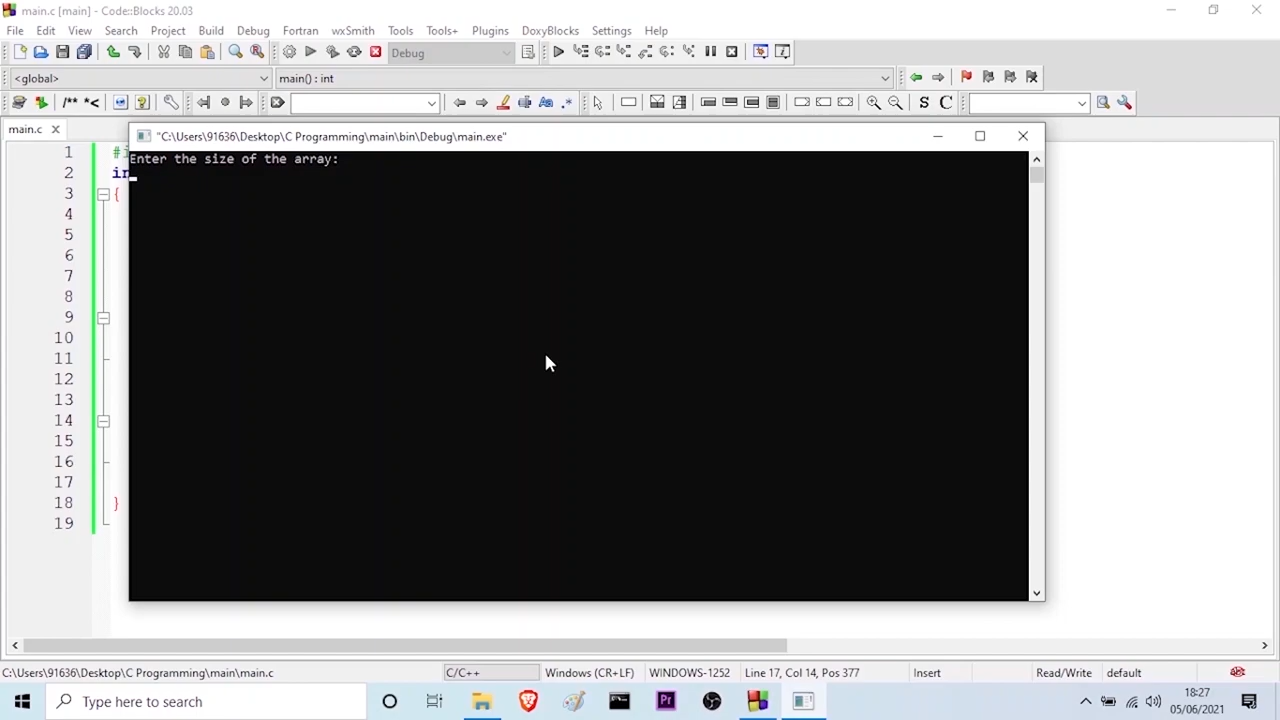 main.c [main] - Code::Blocks 20.03
File Edit View Search Project Build Debug Fortran wxSmith Tools Tools+ Plugins DoxyBlocks Settings Help
Debug
<global> main() : int
/** *< S C
main.c
"C:\Users\91636\Desktop\C Programming\main\bin\Debug\main.exe"
Enter the size of the array:
1
2
3 {
4
5
6
7
8
9
10
11
12
13
14
15
16
17
18 }
19
C:\Users\91636\Desktop\C Programming\main\main.c C/C++ Windows (CR+LF) WINDOWS-1252 Line 17, Col 14, Pos 377 Insert Read/Write default
Type here to search Pr 18:27
05/06/2021